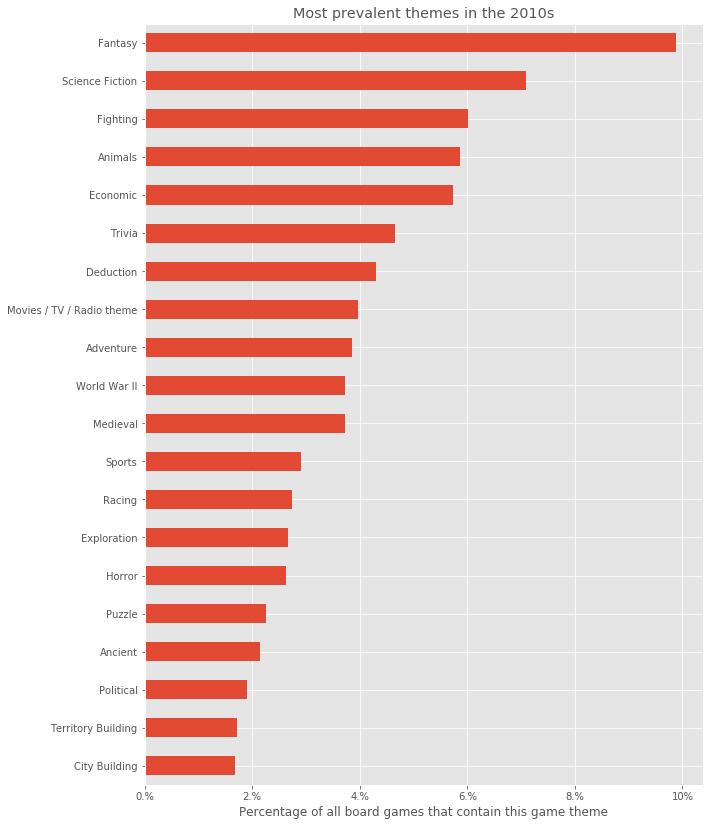 Most prevalent themes in the 2010s
Fantasy
Science Fiction
Fighting
Animals
Economic
Trivia
Deduction
Movies / TV / Radio theme
Adventure
World War II
Medieval
Sports
Racing
Exploration
Horror
Puzzle
Ancient
Political
Territory Building
City Building
0.% 2.% 4.% 6.% 8.% 10%
Percentage of all board games that contain this game theme